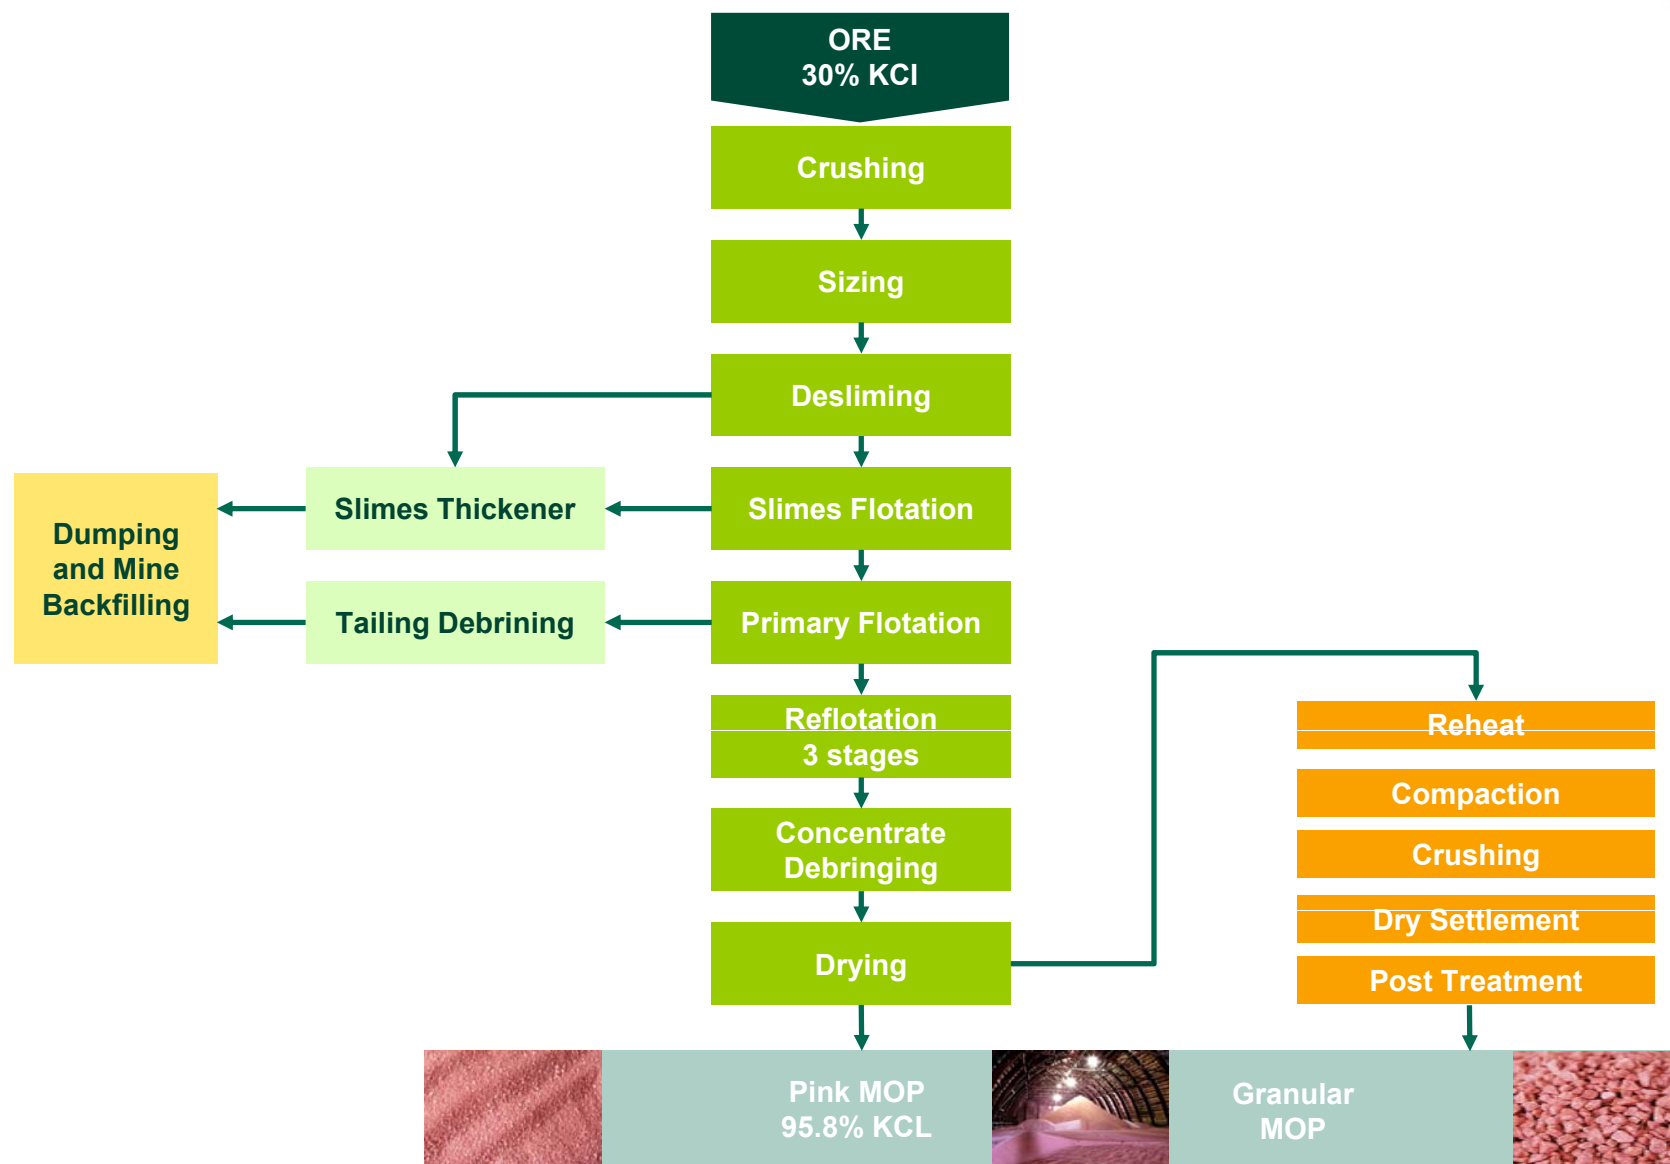 ORE
30% KCl
Crushing
Sizing
Desliming
Slimes Thickener
Slimes Flotation
Dumping
and Mine
Backfilling
Tailing Debrining
Primary Flotation
Reflotation
3 stages
Concentrate
Debringing
Drying
Reheat
Compaction
Crushing
Dry Settlement
Post Treatment
Pink MOP
95.8% KCL
Granular
MOP